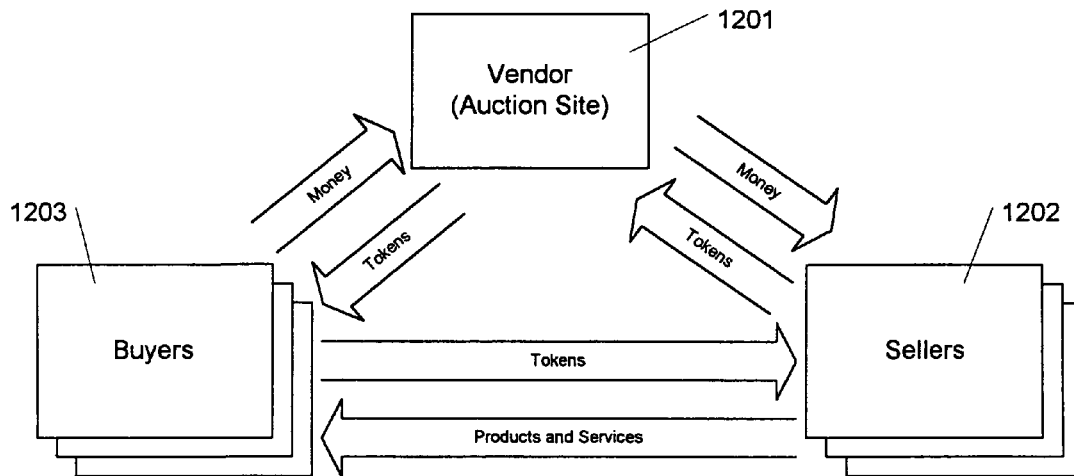 1201
Vendor
(Auction Site)
Money
Money
1203
Tokens
Tokens
1202
Buyers
Tokens
Sellers
Products and Services